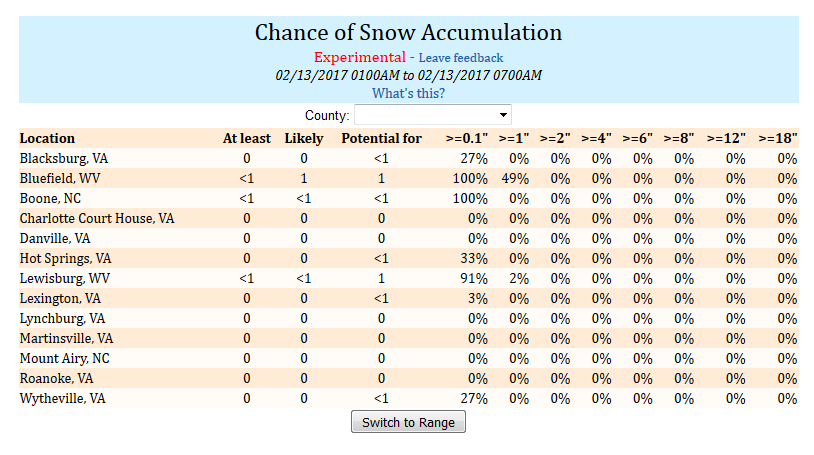 Chance of Snow Accumulation
Experimental - Leave feedback
02/13/2017 0100AM to 02/13/2017 0700AM
What's this?
County:
Location At least Likely Potential for >=0.1" >=1" >=2" >=4" >=6" >=8" >=12" >=18"
Blacksburg, VA 0 0 <1 27% 0% 0% 0% 0% 0% 0% 0%
Bluefield, WV <1 1 1 100% 49% 0% 0% 0% 0% 0% 0%
Boone, NC <1 <1 <1 100% 0% 0% 0% 0% 0% 0% 0%
Charlotte Court House, VA 0 0 0 0% 0% 0% 0% 0% 0% 0% 0%
Danville, VA 0 0 0 0% 0% 0% 0% 0% 0% 0% 0%
Hot Springs, VA 0 0 <1 33% 0% 0% 0% 0% 0% 0% 0%
Lewisburg, WV <1 <1 1 91% 2% 0% 0% 0% 0% 0% 0%
Lexington, VA 0 0 <1 3% 0% 0% 0% 0% 0% 0% 0%
Lynchburg, VA 0 0 0 0% 0% 0% 0% 0% 0% 0% 0%
Martinsville, VA 0 0 0 0% 0% 0% 0% 0% 0% 0% 0%
Mount Airy, NC 0 0 0 0% 0% 0% 0% 0% 0% 0% 0%
Roanoke, VA 0 0 0 0% 0% 0% 0% 0% 0% 0% 0%
Wytheville, VA 0 0 <1 27% 0% 0% 0% 0% 0% 0% 0%
Switch to Range